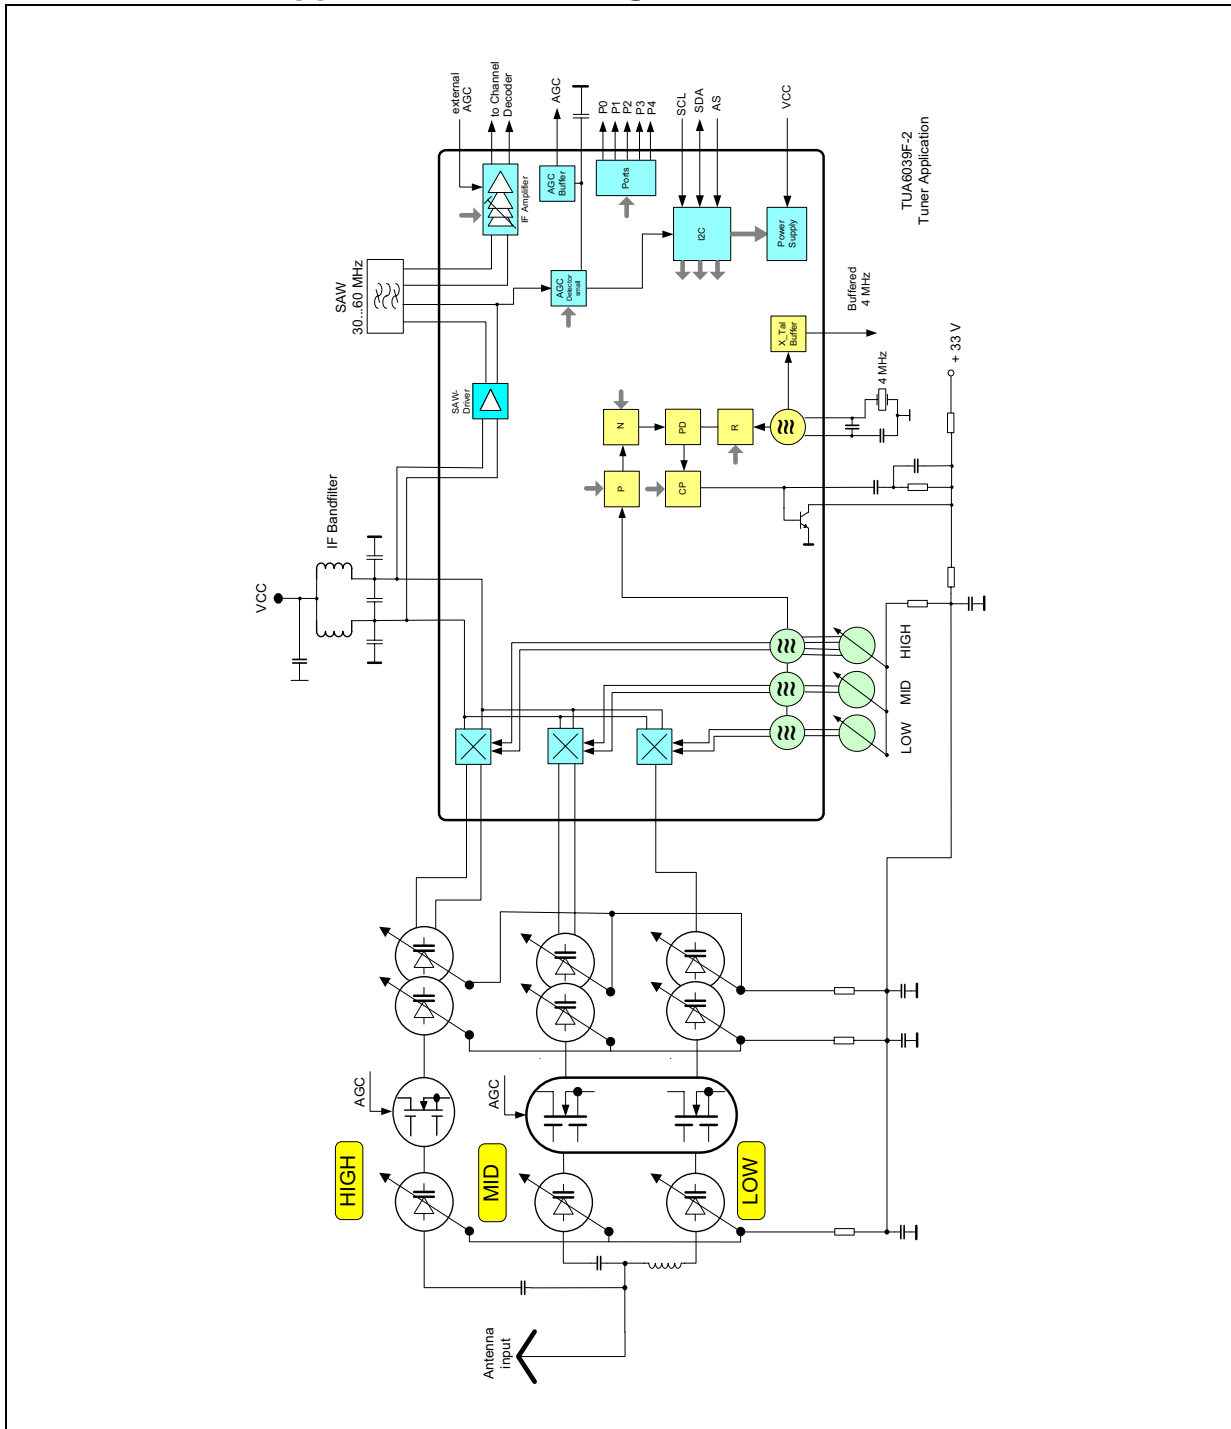 external
AGC
to Channel
Decoder
AGC
P0
P1
P2
P3
P4
SCL
SDA
AS
VCC
IF Amplifier
AGC
Buffer
Ports
I2C
Power
Supply
TUA6039F-2
Tuner Application
SAW
30...60 MHz
AGC
Detector
small
Buffered
4 MHz
X_Tal
Buffer
SAW-
Driver
4 MHz
+ 33 V
N
PD
R
P
CP
IF Bandfilter
VCC
HIGH
MID
LOW
AGC
AGC
HIGH
MID
LOW
Antenna
input